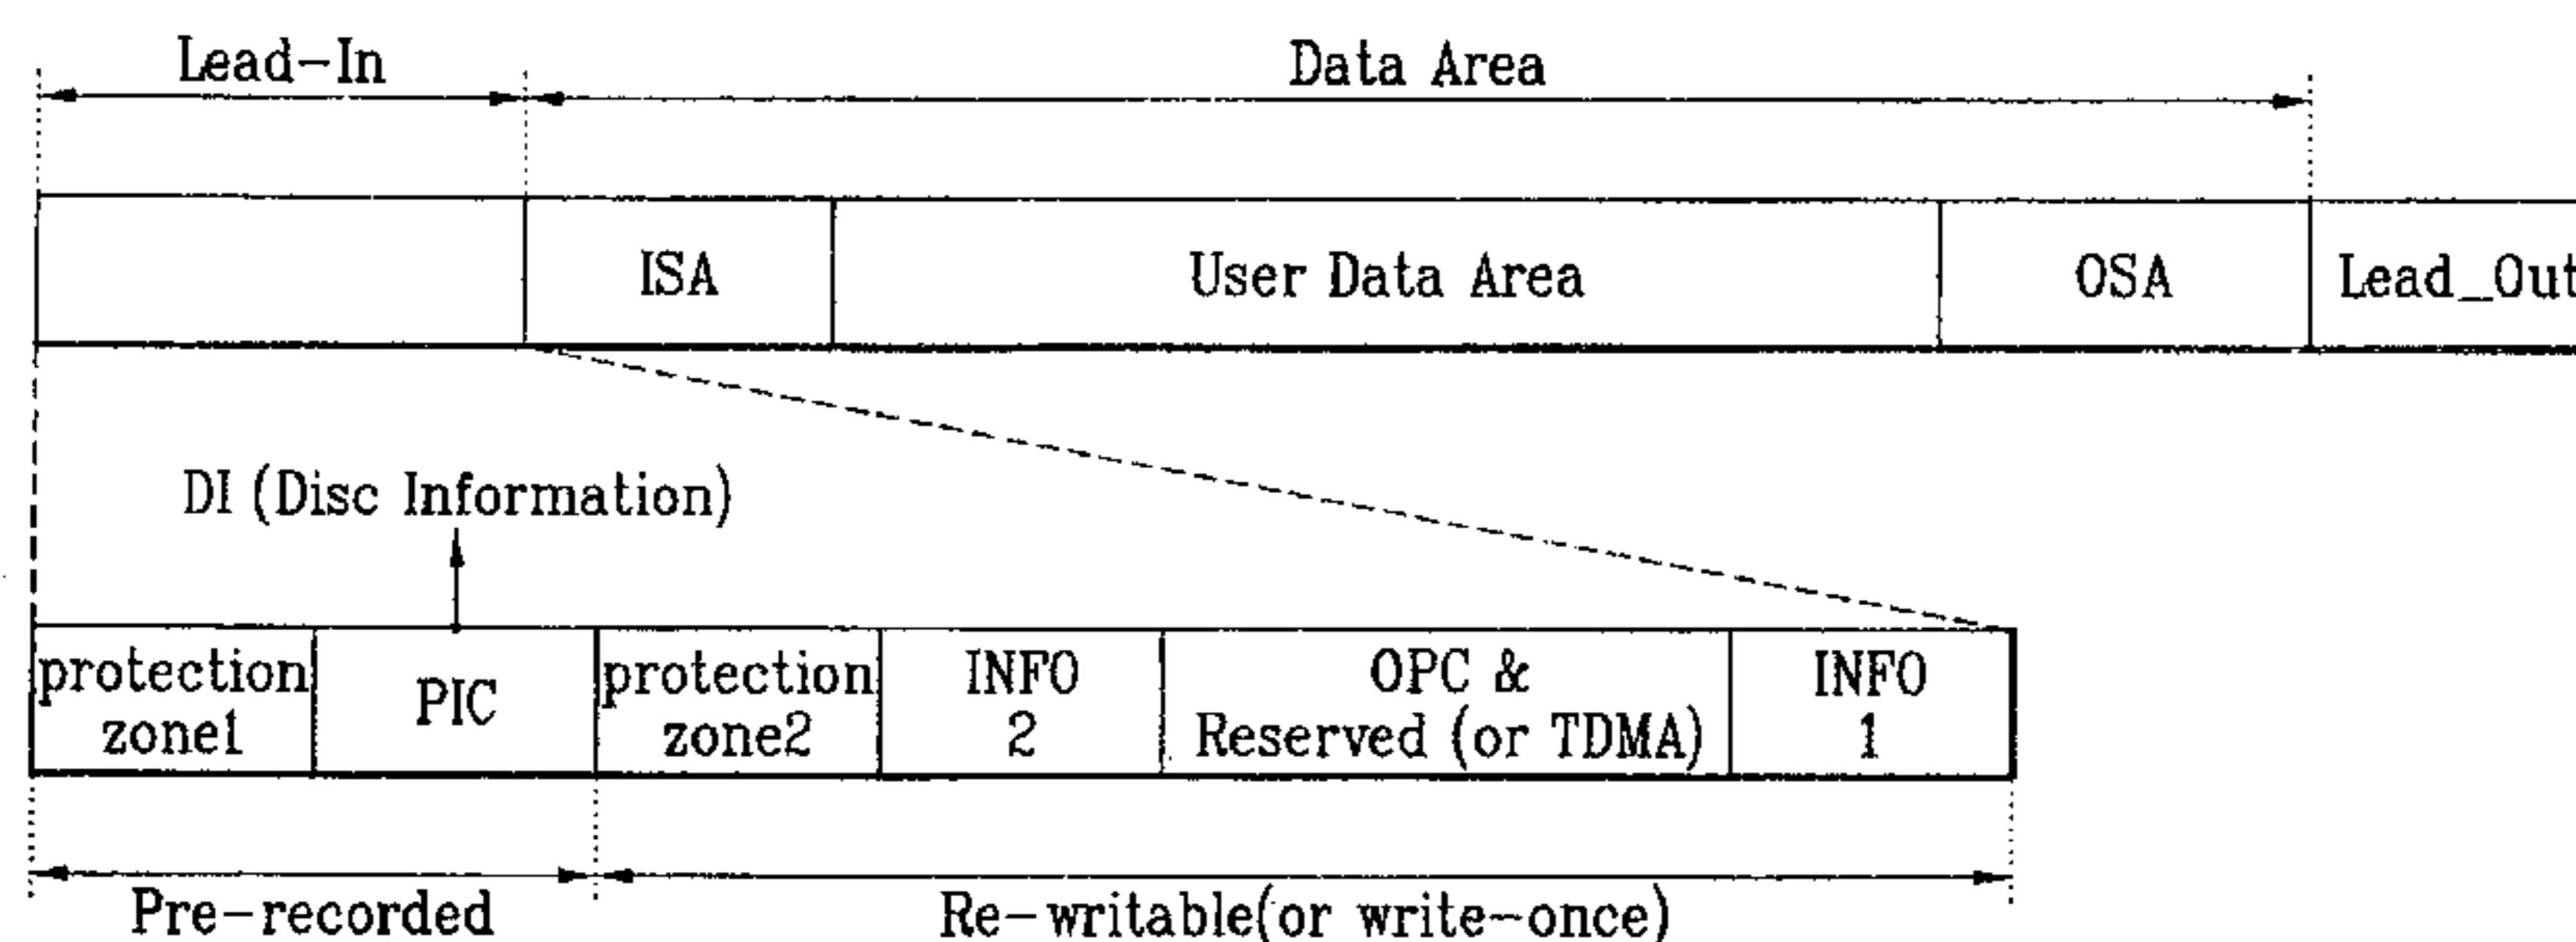 Lead-In
Data Area
ISA
User Data Area
OSA
Lead_Out
DI (Disc Information)
protection
zone1
PIC
protection
zone2
INFO
2
OPC &
Reserved (or TDMA)
INFO
1
Pre-recorded
Re-writable(or write-once)